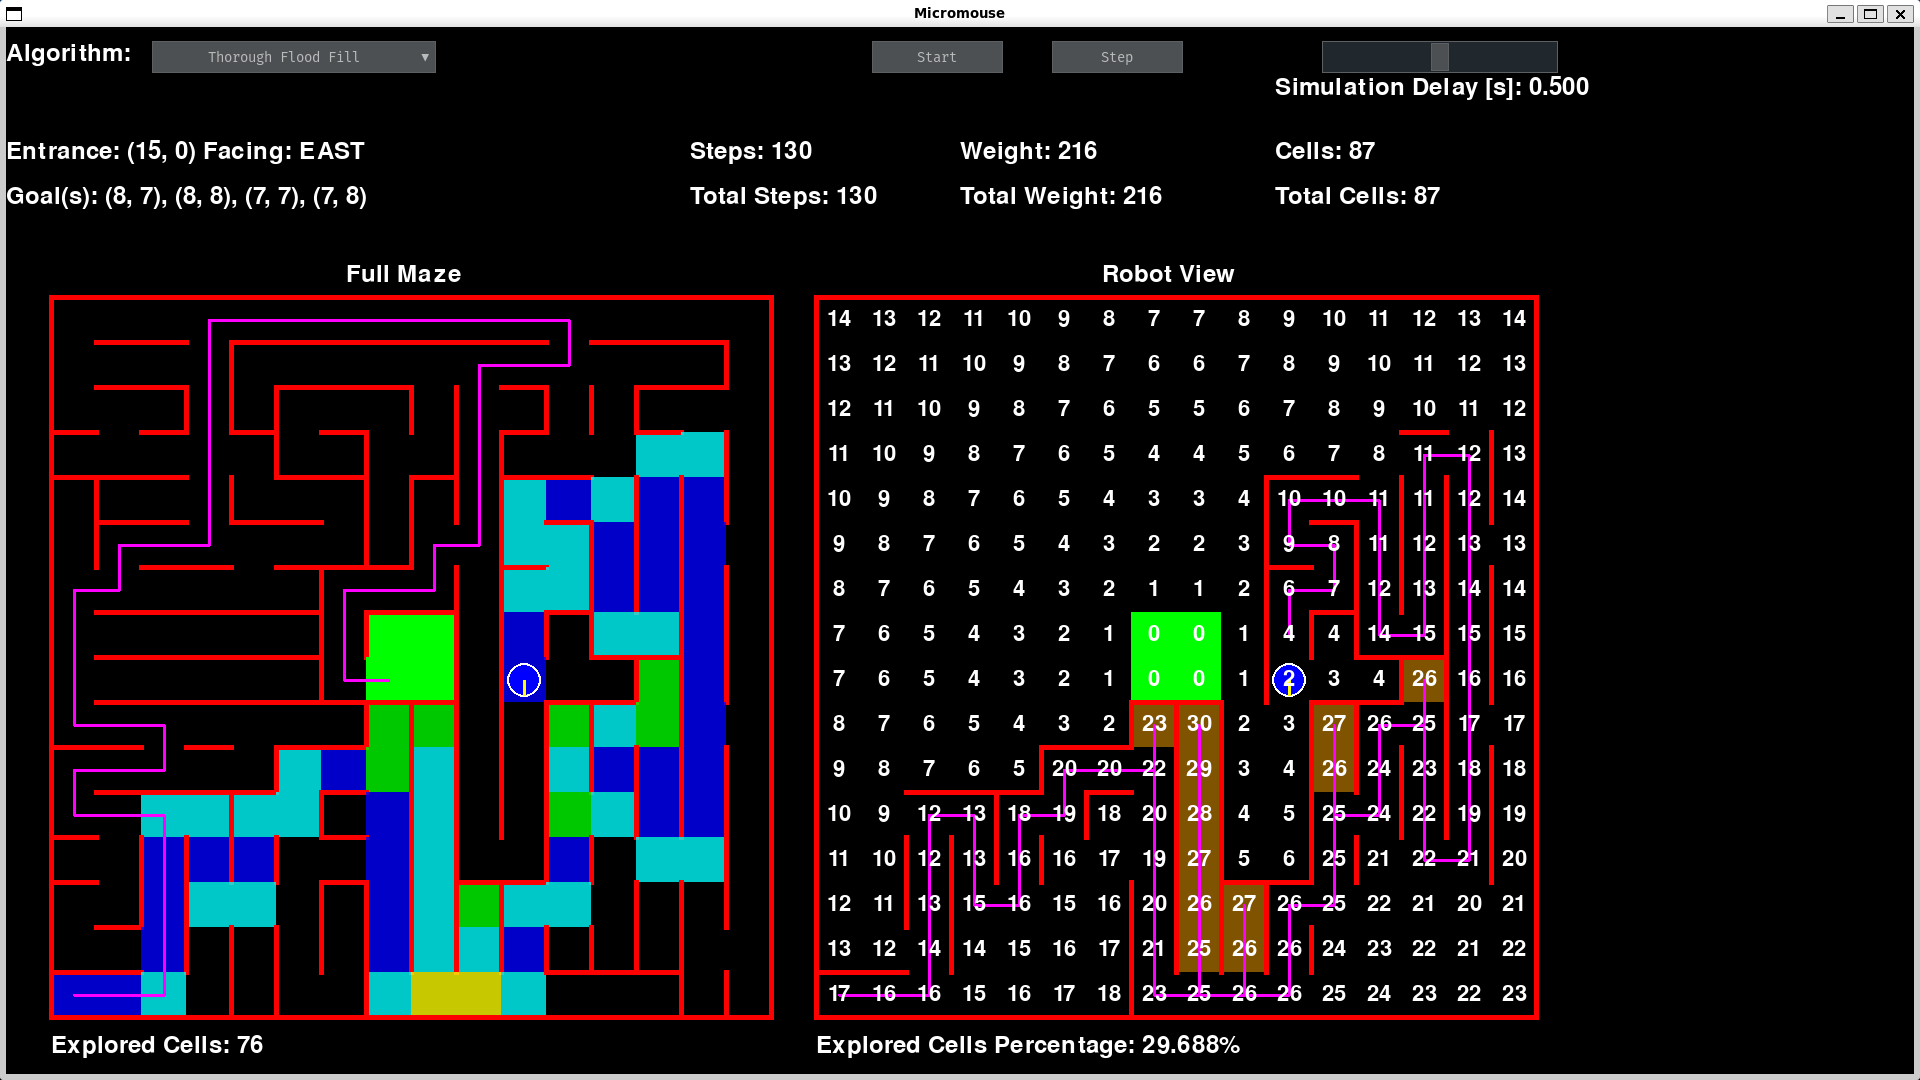 Micromouse
Algorithm: Thorough Flood Fill ▼ Start Step
Simulation Delay [s]: 0.500
Entrance: (15, 0) Facing: EAST Steps: 130 Weight: 216 Cells: 87
Goal(s): (8, 7), (8, 8), (7, 7), (7, 8) Total Steps: 130 Total Weight: 216 Total Cells: 87
Full Maze Robot View
14 13 12 11 10 9 8 7 7 8 9 10 11 12 13 14
13 12 11 10 9 8 7 6 6 7 8 9 10 11 12 13
12 11 10 9 8 7 6 5 5 6 7 8 9 10 11 12
11 10 9 8 7 6 5 4 4 5 6 7 8 11 12 13
10 9 8 7 6 5 4 3 3 4 10 10 11 11 12 14
9 8 7 6 5 4 3 2 2 3 9 8 11 12 13 13
8 7 6 5 4 3 2 1 1 2 6 7 12 13 14 14
7 6 5 4 3 2 1 0 0 1 4 4 14 15 15 15
7 6 5 4 3 2 1 0 0 1 2 3 4 26 16 16
8 7 6 5 4 3 2 23 30 2 3 27 26 25 17 17
9 8 7 6 5 20 20 22 29 3 4 26 24 23 18 18
10 9 12 13 18 19 18 20 28 4 5 25 24 22 19 19
11 10 12 13 16 16 17 19 27 5 6 25 21 22 21 20
12 11 13 15 16 15 16 20 26 27 26 25 22 21 20 21
13 12 14 14 15 16 17 21 25 26 26 24 23 22 21 22
17 16 16 15 16 17 18 23 25 26 26 25 24 23 22 23
Explored Cells: 76 Explored Cells Percentage: 29.688%